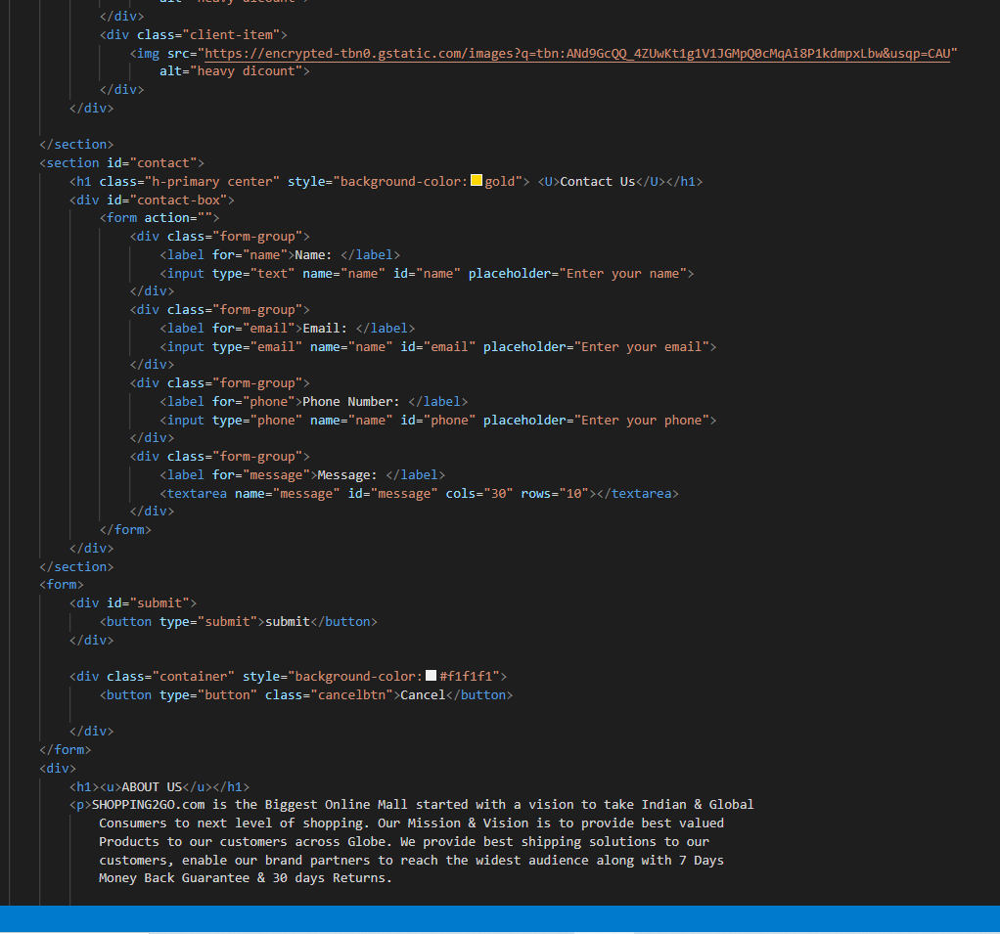 alt="heavy dicount">
</div>
<div class="client-item">
<img src="https://encrypted-tbn0.gstatic.com/images?q=tbn:ANd9GcQQ_4ZUwKt1g1V1JGMpQ0cMqAi8P1kdmpxLbw&usqp=CAU"
alt="heavy dicount">
</div>
</div>
</section>
<section id="contact">
<h1 class="h-primary center" style="background-color:gold"> <U>Contact Us</U></h1>
<div id="contact-box">
<form action="">
<div class="form-group">
<label for="name">Name: </label>
<input type="text" name="name" id="name" placeholder="Enter your name">
</div>
<div class="form-group">
<label for="email">Email: </label>
<input type="email" name="name" id="email" placeholder="Enter your email">
</div>
<div class="form-group">
<label for="phone">Phone Number: </label>
<input type="phone" name="name" id="phone" placeholder="Enter your phone">
</div>
<div class="form-group">
<label for="message">Message: </label>
<textarea name="message" id="message" cols="30" rows="10"></textarea>
</div>
</form>
</div>
</section>
<form>
<div id="submit">
<button type="submit">submit</button>
</div>
<div class="container" style="background-color:#f1f1f1">
<button type="button" class="cancelbtn">Cancel</button>
</div>
</form>
<div>
<h1><u>ABOUT US</u></h1>
<p>SHOPPING2GO.com is the Biggest Online Mall started with a vision to take Indian & Global
Consumers to next level of shopping. Our Mission & Vision is to provide best valued
Products to our customers across Globe. We provide best shipping solutions to our
customers, enable our brand partners to reach the widest audience along with 7 Days
Money Back Guarantee & 30 days Returns.